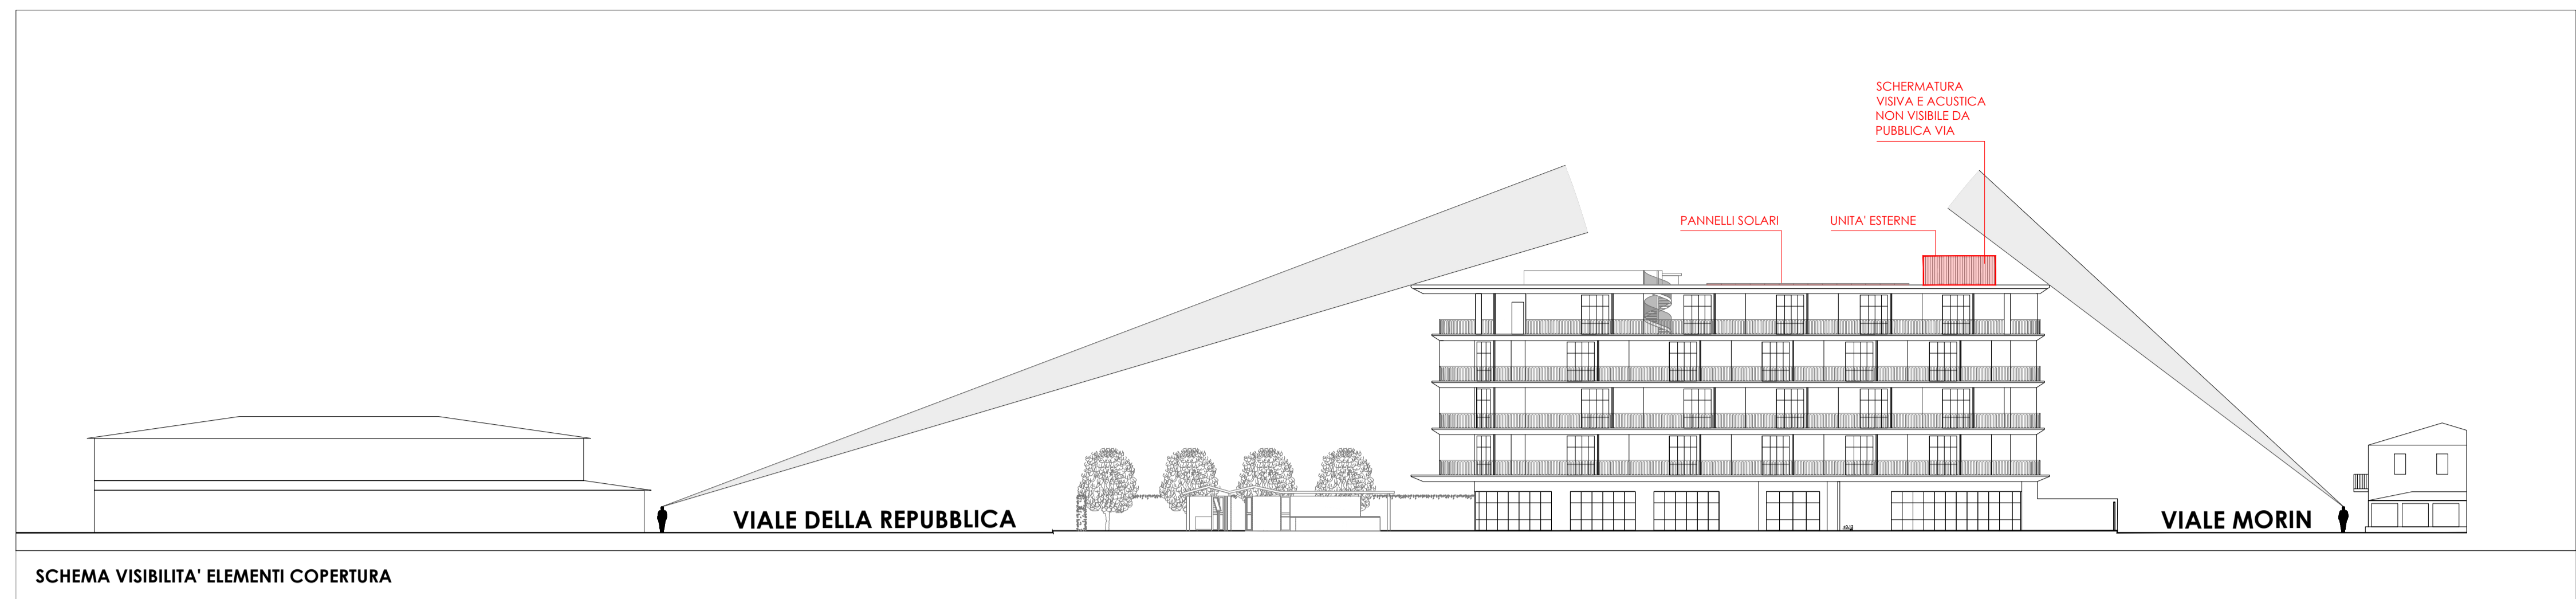 SCHERMATURA
VISIVA E ACUSTICA
NON VISIBILE DA
PUBBLICA VIA
PANNELLI SOLARI
UNITA' ESTERNE
VIALE DELLA REPUBBLICA
VIALE MORIN
SCHEMA VISIBILITA' ELEMENTI COPERTURA